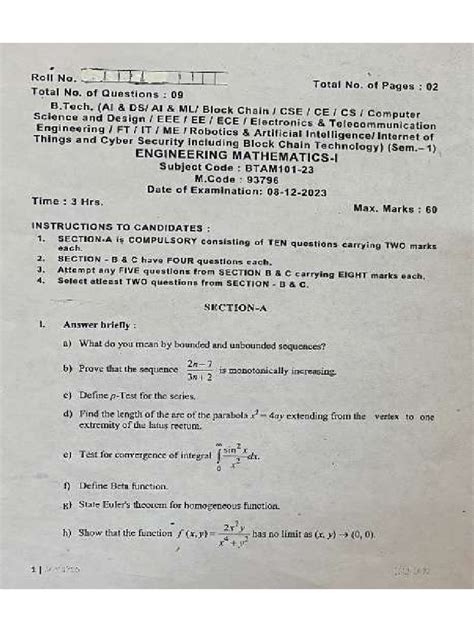 Roll No.
Total No. of Pages : 02
Total No. of Questions : 09
B.Tech. (AI & DS/ AI & ML/ Block Chain / CSE / CE / CS / Computer
Science and Design / EEE / EE / ECE / Electronics & Telecommunication
Engineering / FT / IT / ME / Robotics & Artificial Intelligence/ Internet of
Things and Cyber Security Including Block Chain Technology) (Sem.–1)
ENGINEERING MATHEMATICS-I
Subject Code : BTAM101-23
M.Code : 93796
Date of Examination: 08-12-2023
Time : 3 Hrs.
Max. Marks : 60
INSTRUCTIONS TO CANDIDATES :
1. SECTION-A is COMPULSORY consisting of TEN questions carrying TWO marks
each.
2. SECTION - B & C have FOUR questions each.
3. Attempt any FIVE questions from SECTION B & C carrying EIGHT marks each.
4. Select atleast TWO questions from SECTION - B & C.
SECTION-A
1. Answer briefly :
a) What do you mean by bounded and unbounded sequences?
b) Prove that the sequence (2n – 7)/(3n + 2) is monotonically increasing.
c) Define p-Test for the series.
d) Find the length of the arc of the parabola x² = 4ay extending from the vertex to one
extremity of the latus rectum.
e) Test for convergence of integral ∫₀^∞ (sin² x)/(x²) dx.
f) Define Beta function.
g) State Euler's theorem for homogeneous function.
h) Show that the function f (x, y) = (2x²y)/(x⁴ + y²) has no limit as (x, y) → (0, 0).
1 |